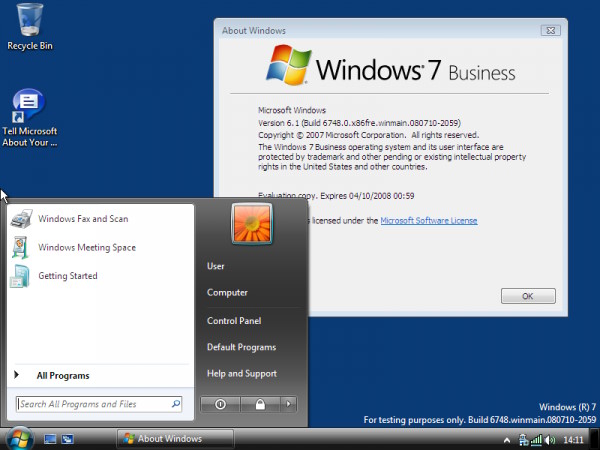 Recycle Bin
Tell Microsoft
About Your ...
About Windows
Windows 7 Business
Microsoft Windows
Version 6.1 (Build 6748.0.x86fre.winmain.080710-2059)
Copyright © 2007 Microsoft Corporation. All rights reserved.
The Windows 7 Business operating system and its user interface are
protected by trademark and other pending or existing intellectual property
rights in the United States and other countries.
Evaluation copy. Expires 04/10/2008 00:59
licensed under the Microsoft Software License
OK
Windows Fax and Scan
Windows Meeting Space
Getting Started
All Programs
Search All Programs and Files
User
Computer
Control Panel
Default Programs
Help and Support
Windows (R) 7
For testing purposes only. Build 6748.winmain.080710-2059
About Windows
14:11